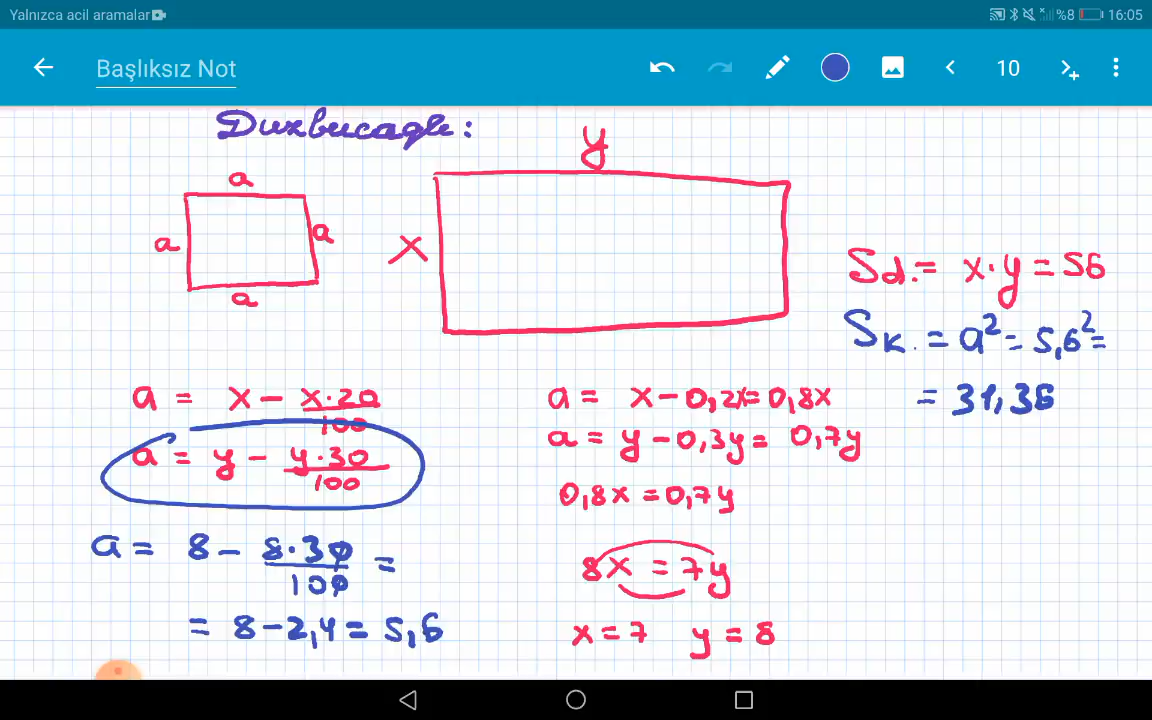 Yalnızca acil aramalar %8 16:05
Başlıksız Not 10
Duxbucaqle:
y
a
a a x
a
Sd. = x·y = 56
Sk. = a² = 5,6² =
= 31,36
a = x - x·20/100
a = y - y·30/100
a = 8 - 8·30/100 =
= 8 - 2,4 = 5,6
a = x - 0,2x = 0,8x
a = y - 0,3y = 0,7y
0,8x = 0,7y
8x = 7y
x = 7 y = 8